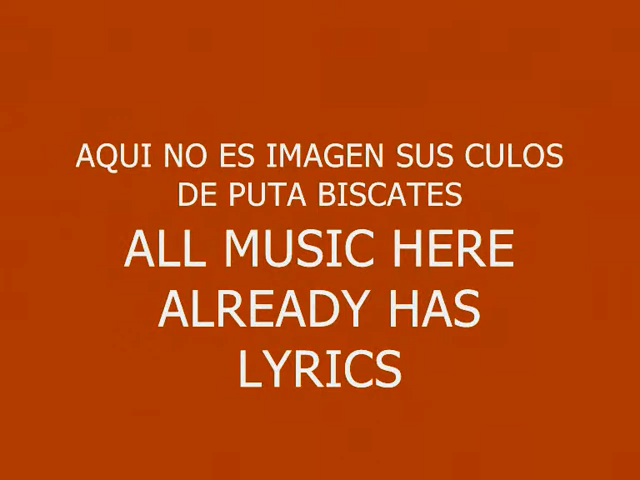 AQUI NO ES IMAGEN SUS CULOS
DE PUTA BISCATES
ALL MUSIC HERE
ALREADY HAS
LYRICS